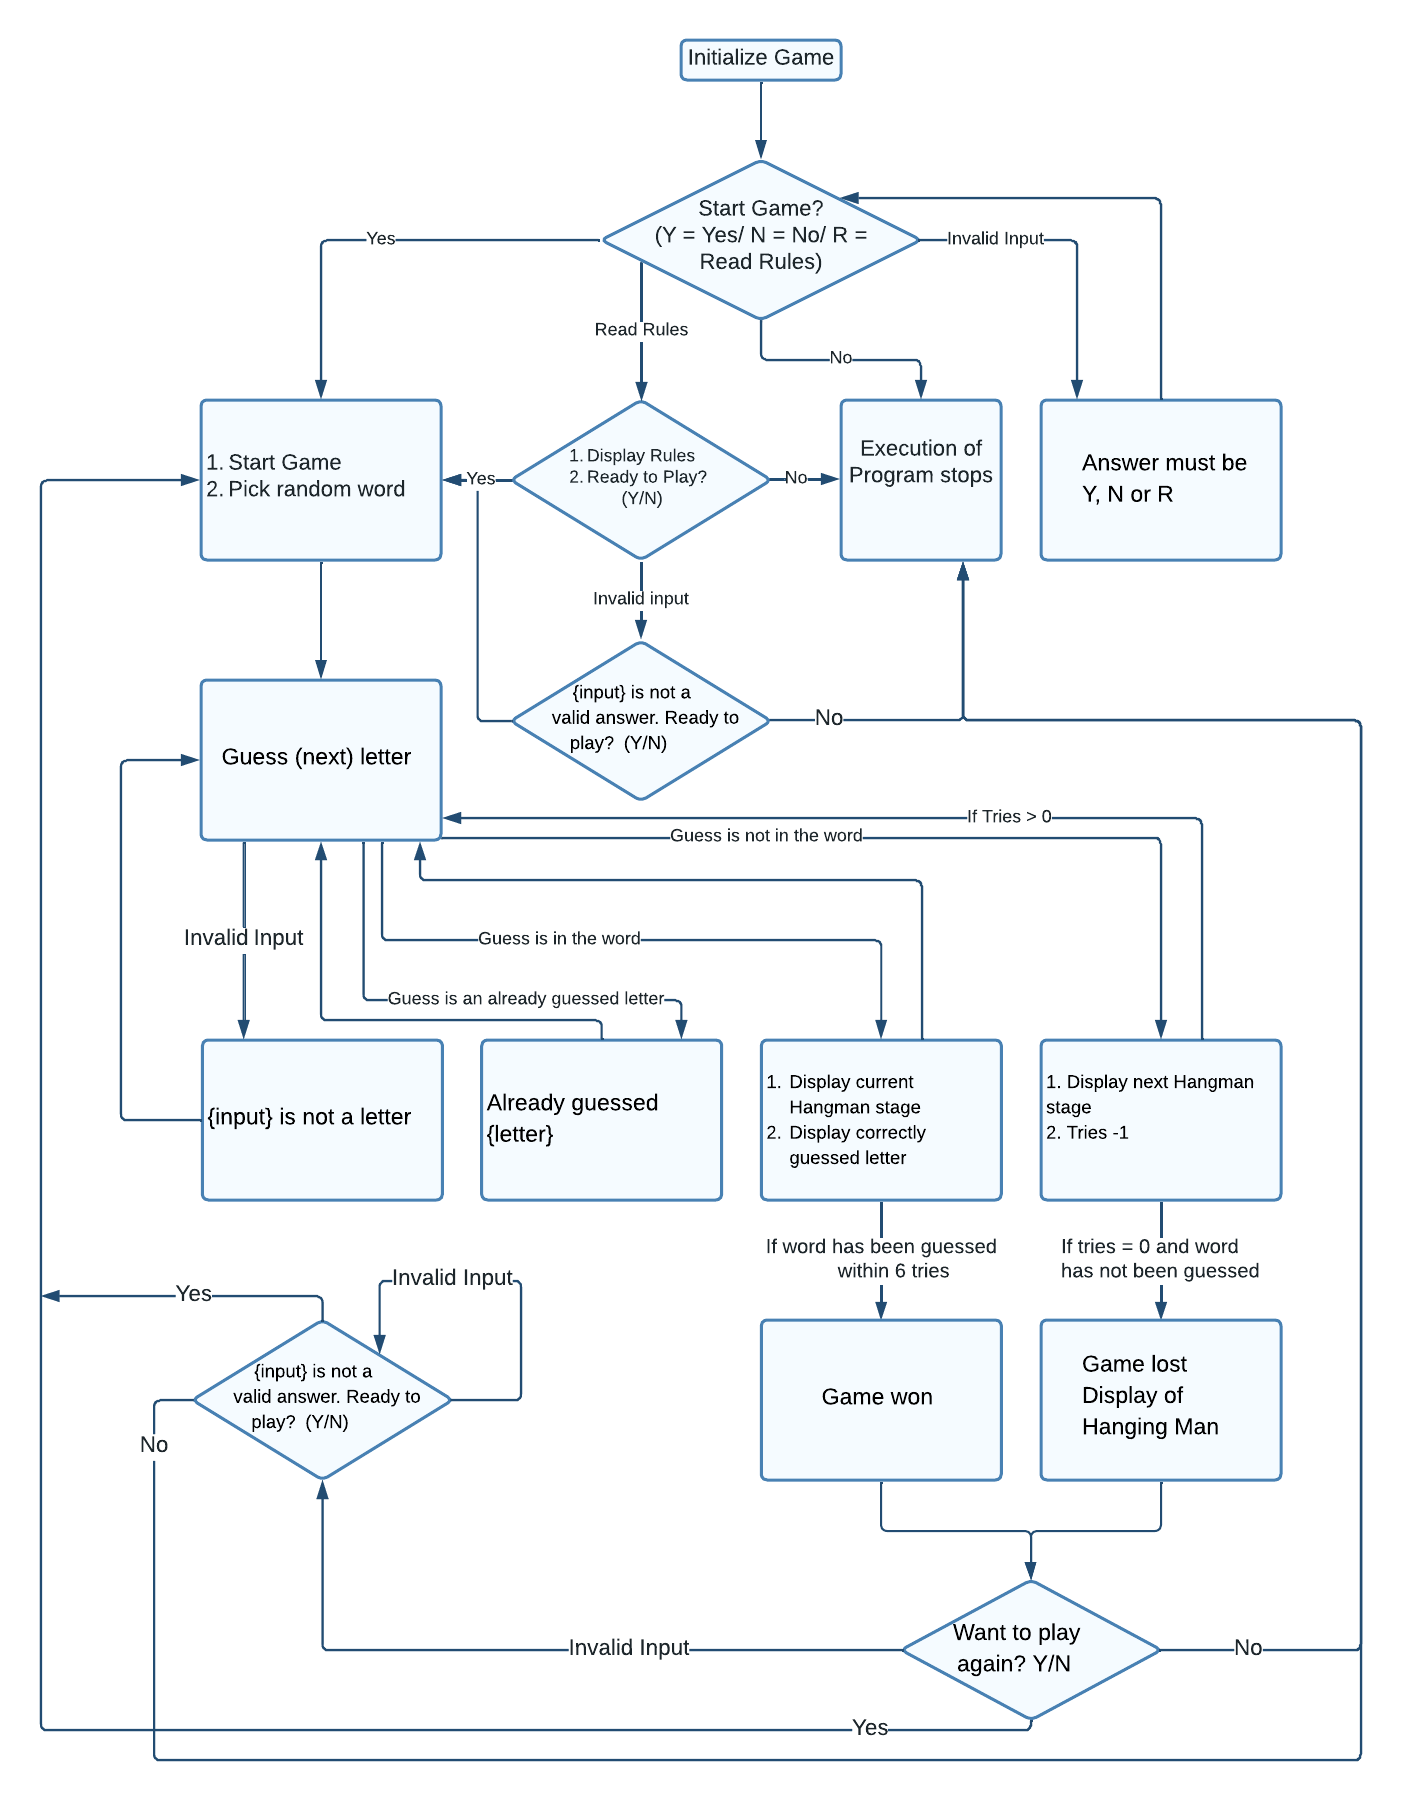 Initialize Game
Start Game?
(Y = Yes/ N = No/ R =
Read Rules)
Yes
Invalid Input
Read Rules
No
1. Start Game
2. Pick random word
Yes
1. Display Rules
2. Ready to Play?
(Y/N)
No
Execution of
Program stops
Answer must be
Y, N or R
Invalid input
{input} is not a
valid answer. Ready to
play? (Y/N)
No
Guess (next) letter
If Tries > 0
Guess is not in the word
Invalid Input
Guess is in the word
Guess is an already guessed letter
{input} is not a letter
Already guessed
{letter}
1. Display current
Hangman stage
2. Display correctly
guessed letter
1. Display next Hangman
stage
2. Tries -1
If word has been guessed
within 6 tries
If tries = 0 and word
has not been guessed
Yes
Invalid Input
{input} is not a
valid answer. Ready to
play? (Y/N)
No
Game won
Game lost
Display of
Hanging Man
Want to play
again? Y/N
Invalid Input
No
Yes